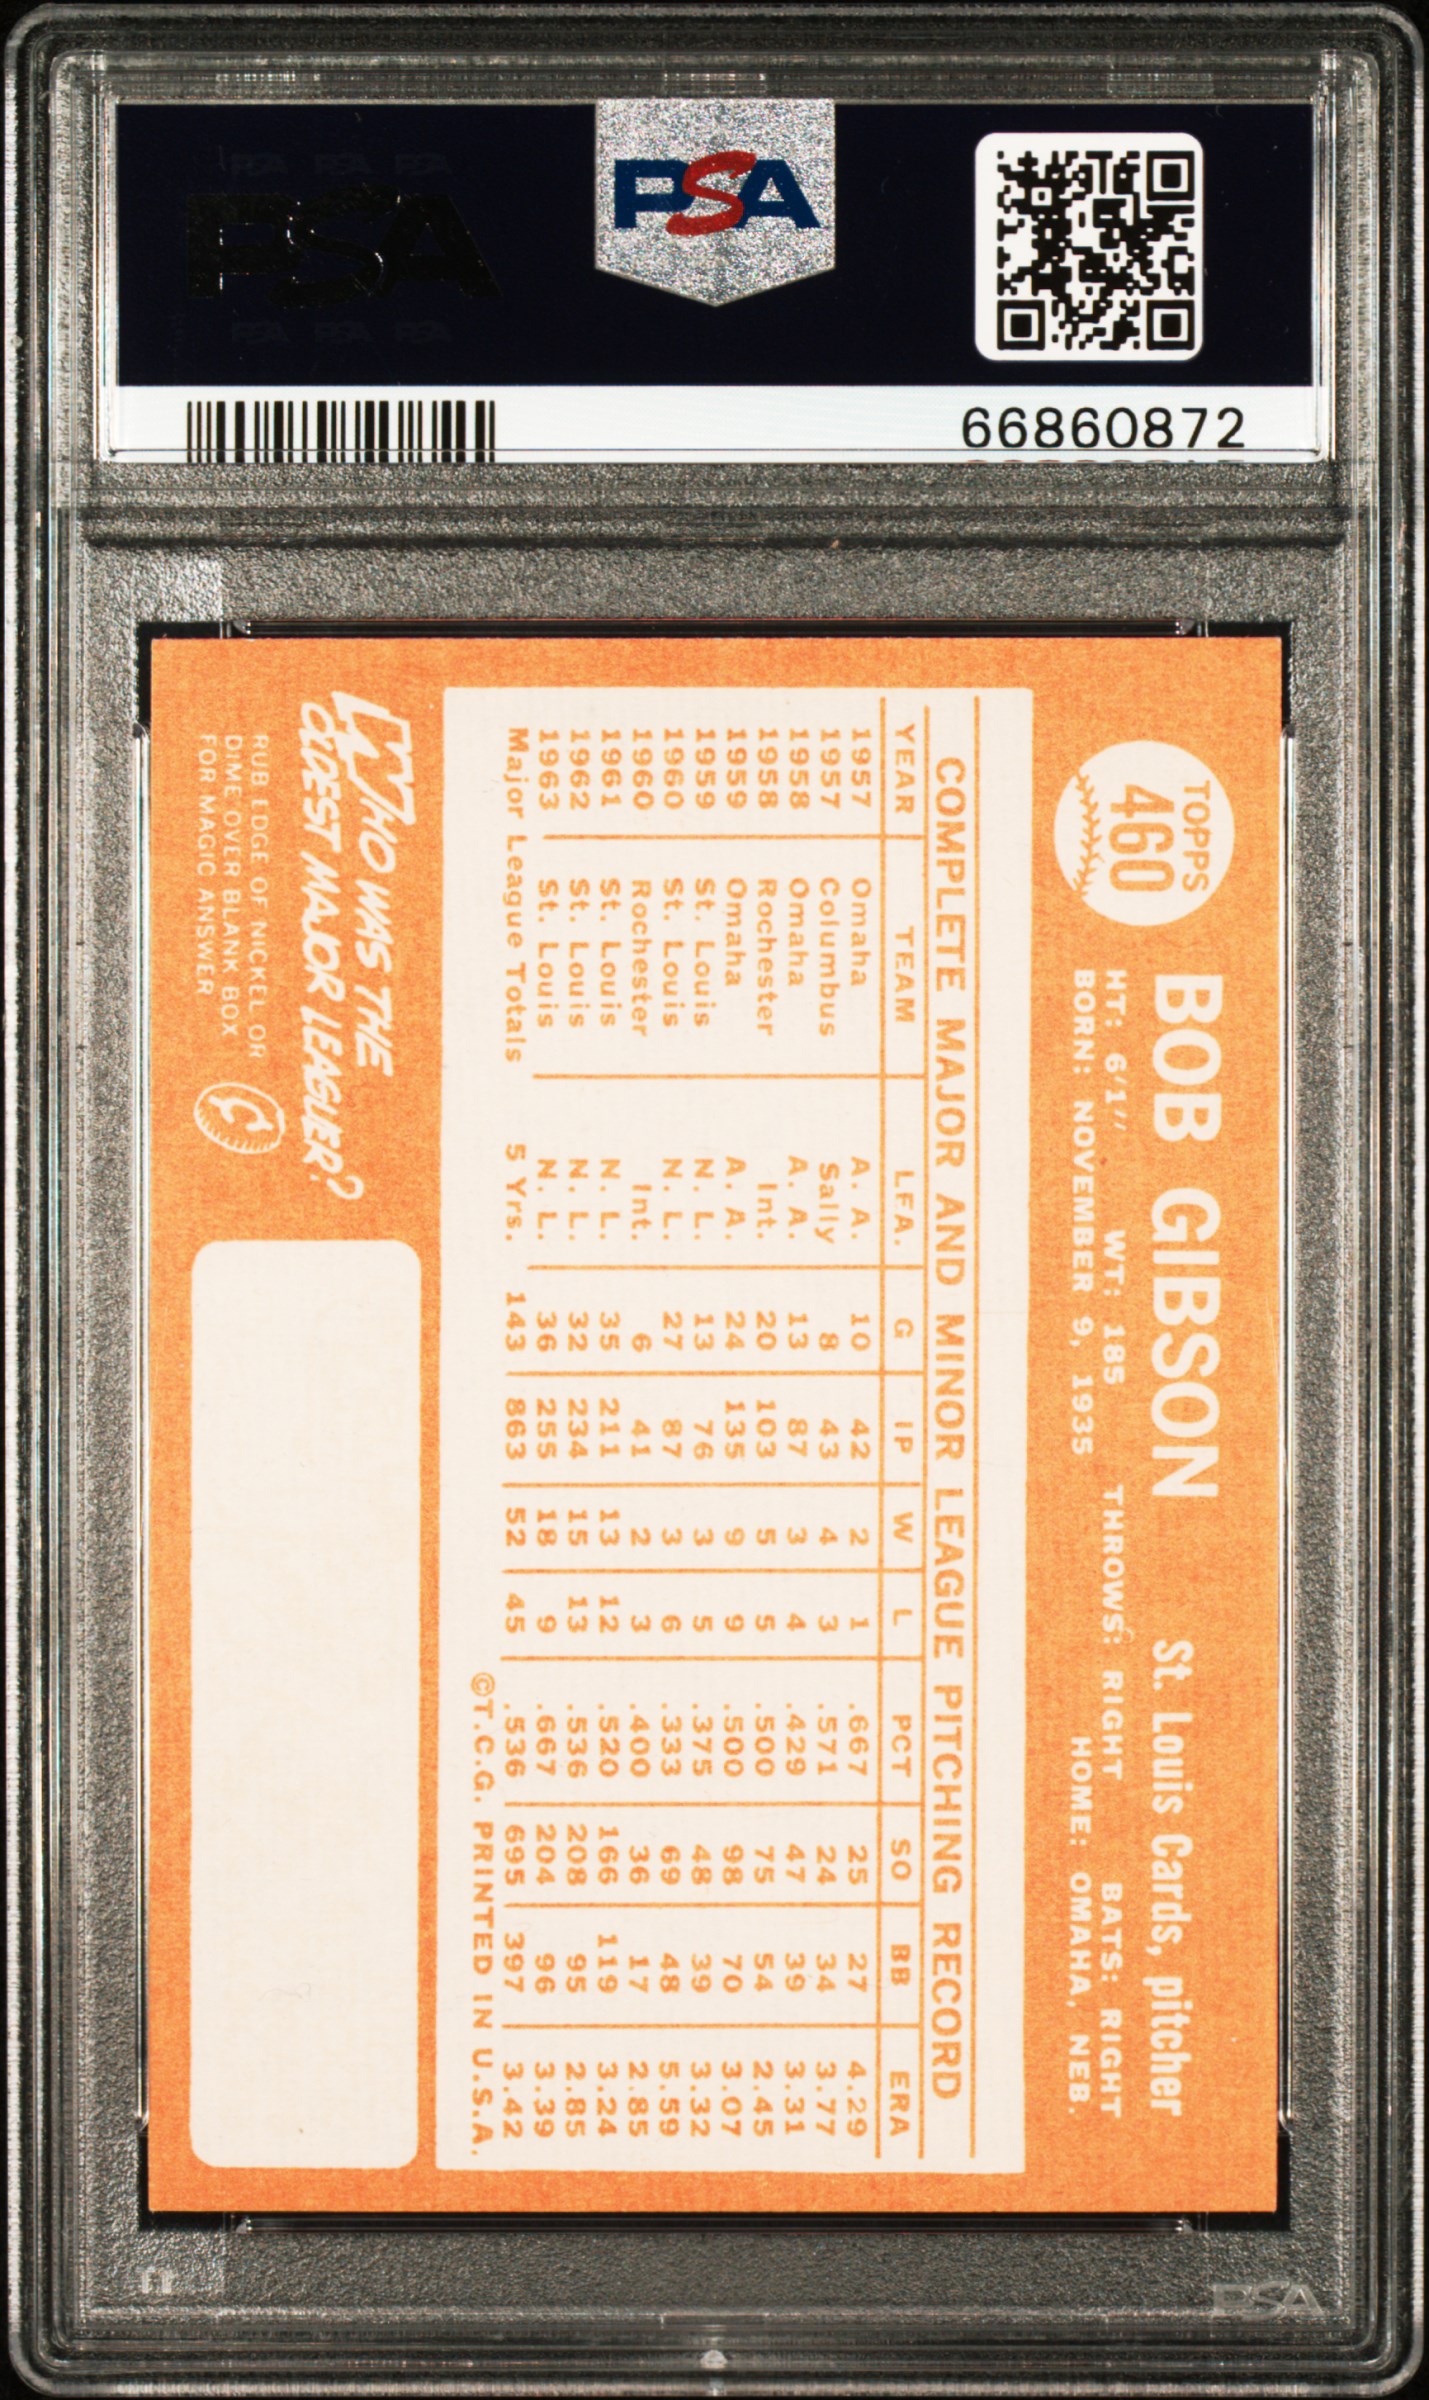 PSA
66860872
TOPPS
460
BOB GIBSON St. Louis Cards, pitcher
HT: 6'1" WT: 185 THROWS: RIGHT BATS: RIGHT
BORN: NOVEMBER 9, 1935 HOME: OMAHA, NEB.
COMPLETE MAJOR AND MINOR LEAGUE PITCHING RECORD
YEAR TEAM LEA. G IP W L PCT SO BB ERA
1957 Omaha A. A. 10 42 2 1 .667 25 27 4.29
1957 Columbus Sally 8 43 4 3 .571 24 34 3.77
1958 Omaha A. A. 13 87 3 4 .429 47 39 3.31
1958 Rochester Int. 20 103 5 5 .500 75 54 2.45
1959 Omaha A. A. 24 135 9 9 .500 98 70 3.07
1959 St. Louis N. L. 13 76 3 5 .375 48 39 3.32
1960 St. Louis N. L. 27 87 3 6 .333 69 48 5.59
1960 Rochester Int. 6 41 2 3 .400 36 17 2.85
1961 St. Louis N. L. 35 211 13 12 .520 166 119 3.24
1962 St. Louis N. L. 32 234 15 13 .536 208 95 2.85
1963 St. Louis N. L. 36 255 18 9 .667 204 96 3.39
Major League Totals 5 Yrs. 143 863 52 45 .536 695 397 3.42
©T.C.G. PRINTED IN U.S.A.
WHO WAS THE
OLDEST MAJOR LEAGUER?
RUB EDGE OF NICKEL OR
DIME OVER BLANK BOX
FOR MAGIC ANSWER
PSA